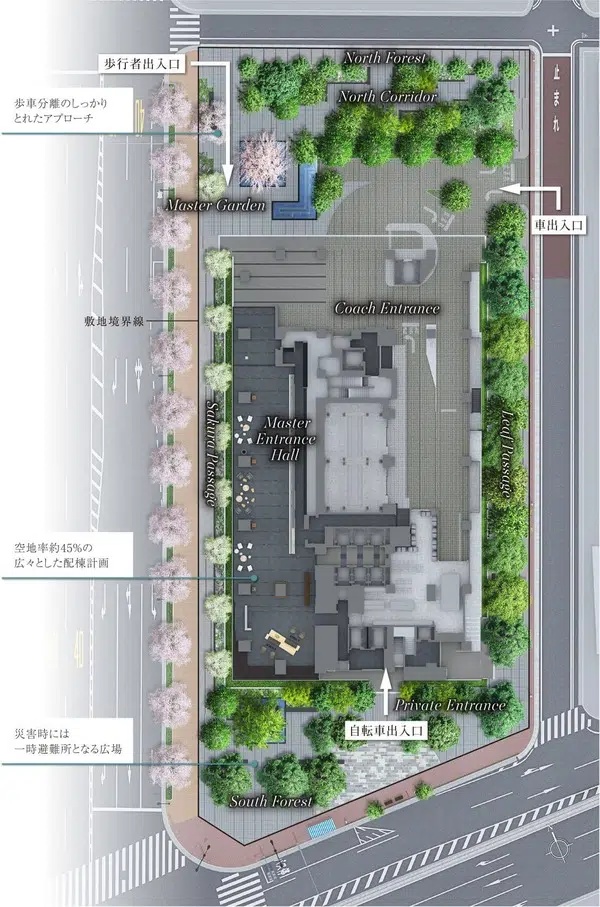 North Forest
歩行者出入口
North Corridor
止まれ
歩車分離のしっかり
とれたアプローチ
40
Master Garden
車出入口
Coach Entrance
敷地境界線
Sakura Passage
Master
Entrance
Hall
Leaf Passage
空地率約45%の
広々とした配棟計画
40
Private Entrance
自転車出入口
災害時には
一時避難所となる広場
South Forest